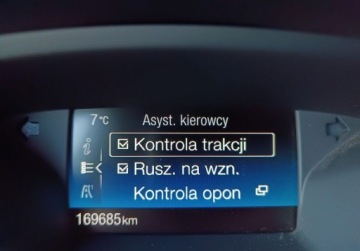 7°C Asyst. kierowcy
Kontrola trakcji
Rusz. na wzn.
Kontrola opon
169685km